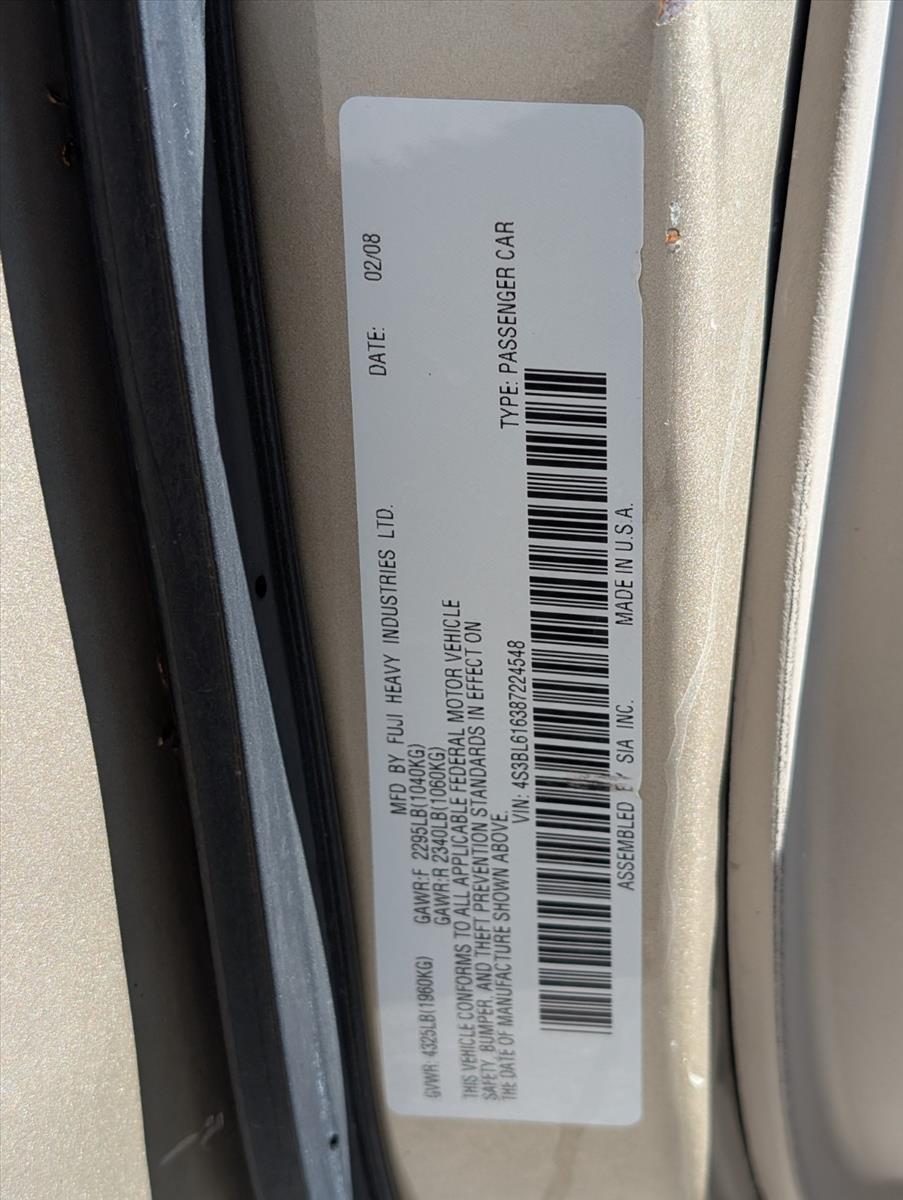 MFD BY FUJI HEAVY INDUSTRIES LTD. DATE: 02/08
GVWR: 4325LB(1960KG) GAWR:F 2295LB(1040KG)
GAWR:R 2340LB(1060KG)
THIS VEHICLE CONFORMS TO ALL APPLICABLE FEDERAL MOTOR VEHICLE
SAFETY, BUMPER, AND THEFT PREVENTION STANDARDS IN EFFECT ON
THE DATE OF MANUFACTURE SHOWN ABOVE.
VIN: 4S3BL616387224548 TYPE: PASSENGER CAR
ASSEMBLED BY SIA INC. MADE IN U.S.A.